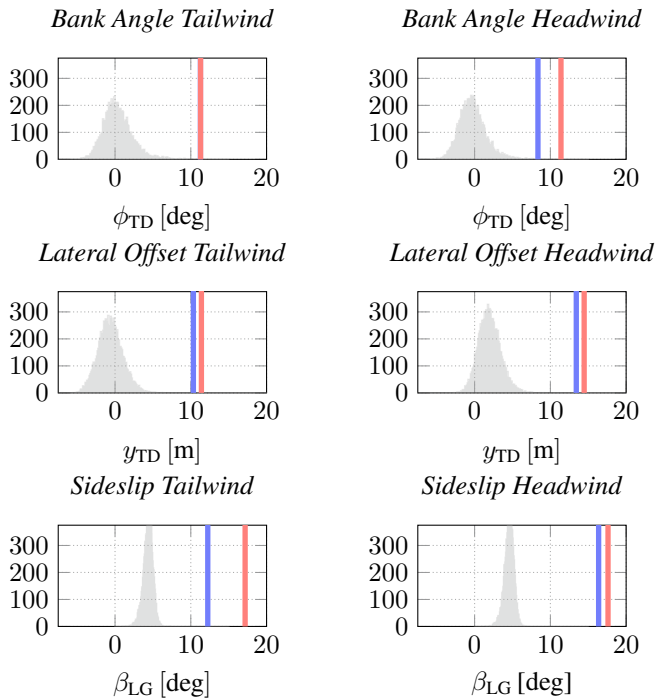 Bank Angle Tailwind
Bank Angle Headwind
300
200
100
0
0 10 20
ϕTD [deg]
300
200
100
0
0 10 20
ϕTD [deg]
Lateral Offset Tailwind
Lateral Offset Headwind
300
200
100
0
0 10 20
yTD [m]
300
200
100
0
0 10 20
yTD [m]
Sideslip Tailwind
Sideslip Headwind
300
200
100
0
0 10 20
βLG [deg]
300
200
100
0
0 10 20
βLG [deg]